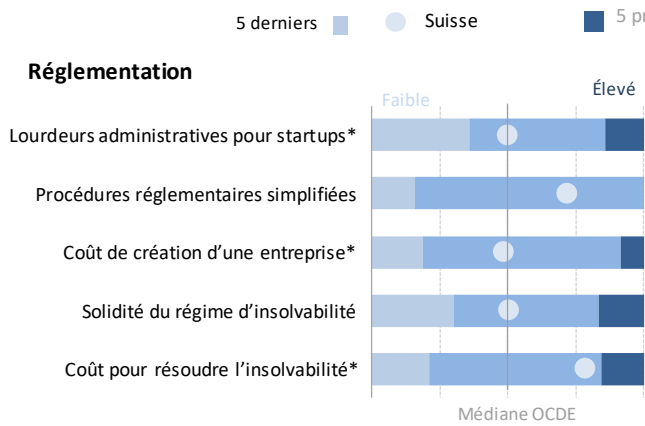 5 derniers
Suisse
Réglementation
Faible
Élevé
Lourdeurs administratives pour startups*
Procédures réglementaires simplifiées
Coût de création d’une entreprise*
Solidité du régime d’insolvabilité
Coût pour résoudre l’insolvabilité*
Médiane OCDE